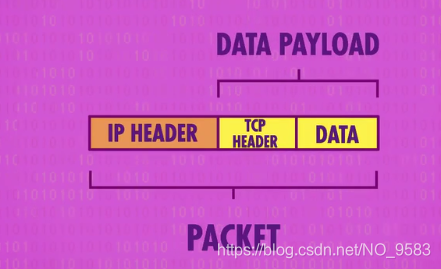 DATA PAYLOAD
IP HEADER
TCP
HEADER
DATA
PACKET
https://blog.csdn.net/NO_9583